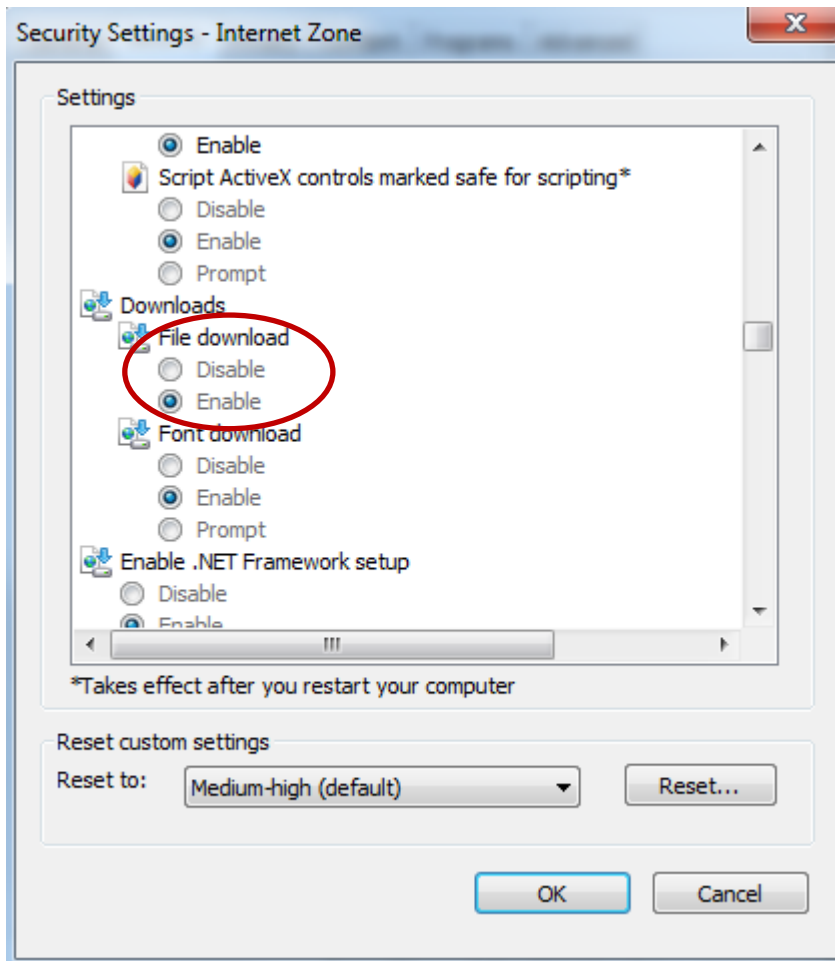 Security Settings - Internet Zone
Settings
Enable
Script ActiveX controls marked safe for scripting*
Disable
Enable
Prompt
Downloads
File download
Disable
Enable
Font download
Disable
Enable
Prompt
Enable .NET Framework setup
Disable
Enable
*Takes effect after you restart your computer
Reset custom settings
Reset to: Medium-high (default) Reset...
OK Cancel